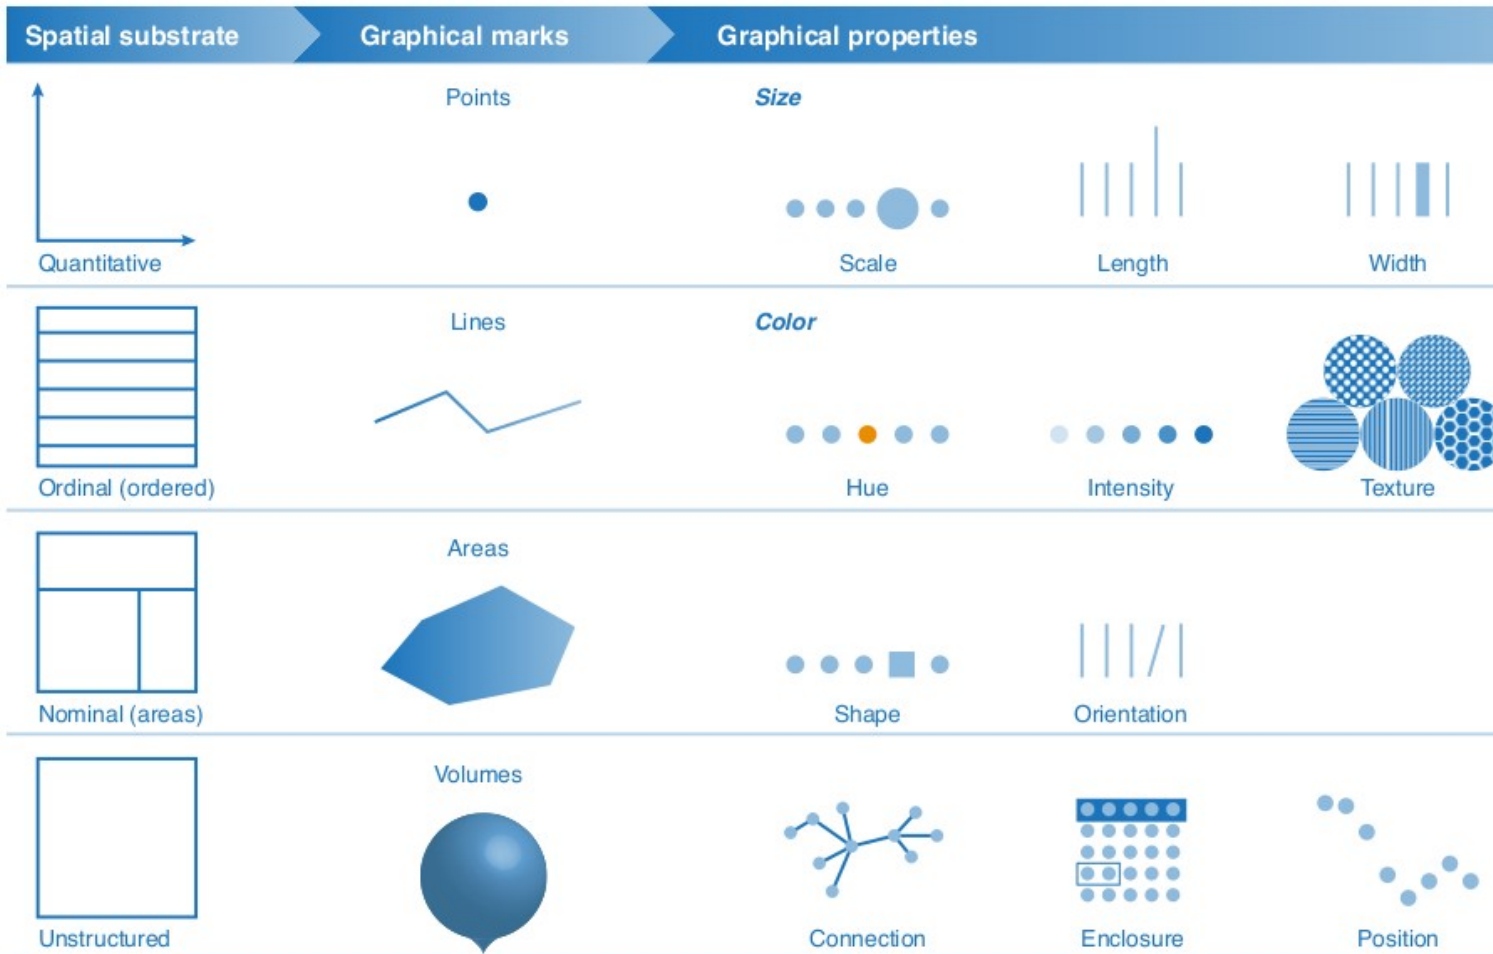 Spatial substrate
Graphical marks
Graphical properties
Points
Size
Quantitative
Scale
Length
Width
Lines
Color
Ordinal (ordered)
Hue
Intensity
Texture
Areas
Nominal (areas)
Shape
Orientation
Volumes
Unstructured
Connection
Enclosure
Position